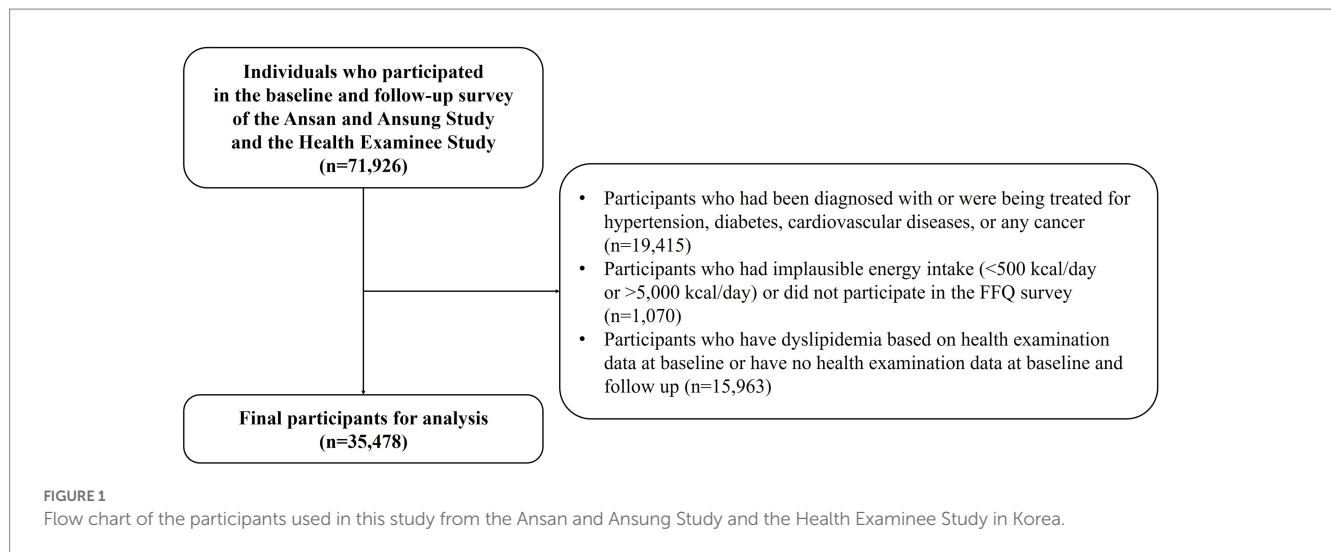 Individuals who participated
in the baseline and follow-up survey
of the Ansan and Ansung Study
and the Health Examinee Study
(n=71,926)
• Participants who had been diagnosed with or were being treated for
hypertension, diabetes, cardiovascular diseases, or any cancer
(n=19,415)
• Participants who had implausible energy intake (<500 kcal/day
or >5,000 kcal/day) or did not participate in the FFQ survey
(n=1,070)
• Participants who have dyslipidemia based on health examination
data at baseline or have no health examination data at baseline and
follow up (n=15,963)
Final participants for analysis
(n=35,478)
FIGURE 1
Flow chart of the participants used in this study from the Ansan and Ansung Study and the Health Examinee Study in Korea.